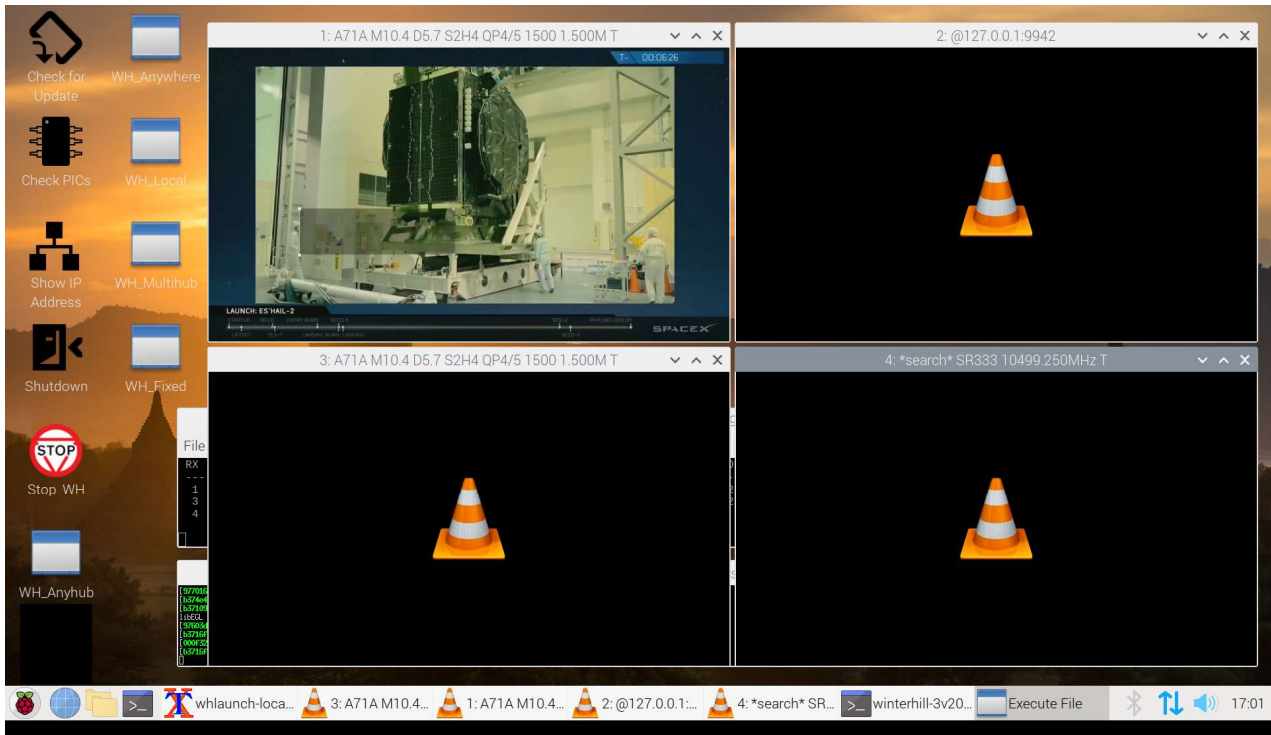 Check for
Update
WH_Anywhere
Check PICs
WH_Local
Show IP
Address
WH_Multihub
Shutdown
WH_Fixed
Stop WH
WH_Anyhub
STOP
1: A71A M10.4 D5.7 S2H4 QP4/5 1500 1.500M T
T- 00:06:26
LAUNCH: ES'HAIL-2
SPACEX
2: @127.0.0.1:9942
3: A71A M10.4 D5.7 S2H4 QP4/5 1500 1.500M T
4: *search* SR333 10499.250MHz T
File
RX
---
1
3
4
libEGL
whlaunch-loca...
3: A71A M10.4...
1: A71A M10.4...
2: @127.0.0.1:...
4: *search* SR...
winterhill-3v20...
Execute File
17:01